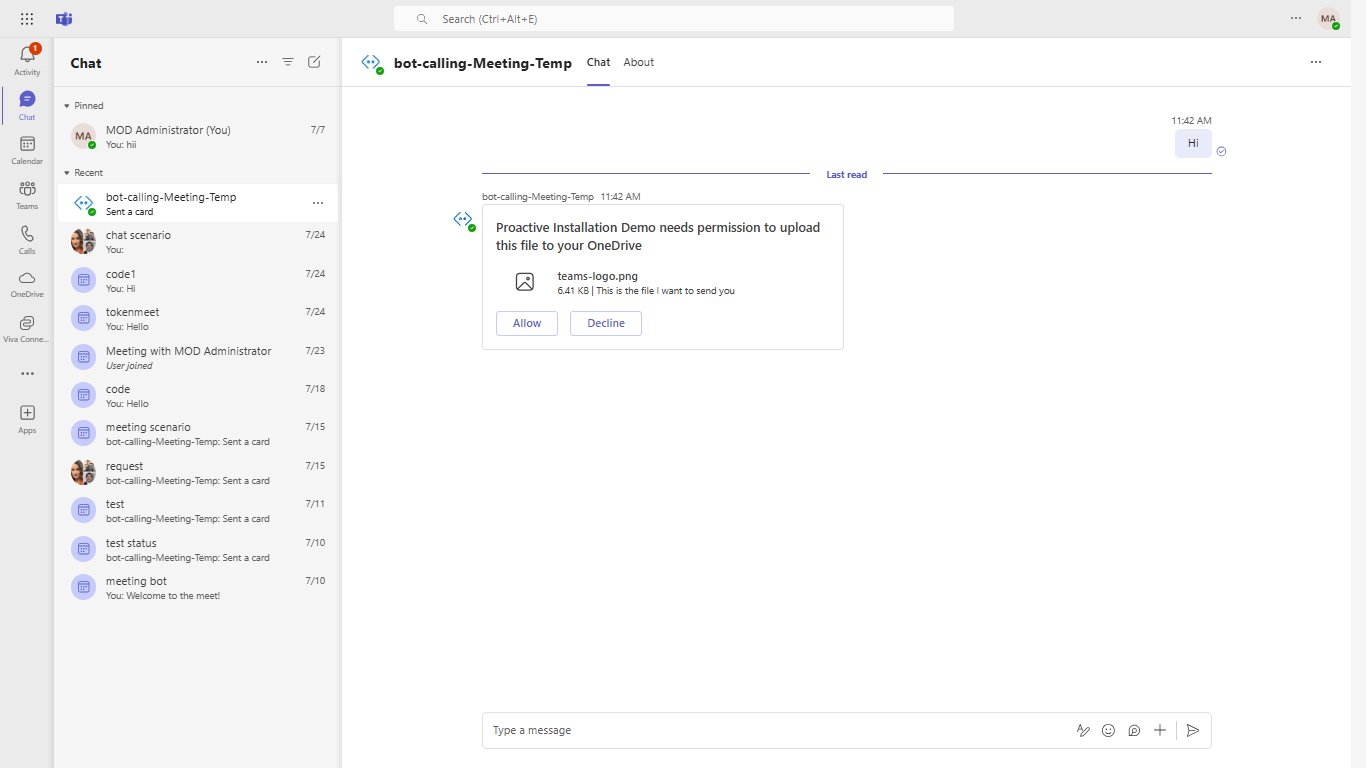 Search (Ctrl+Alt+E)
MA
1
Activity
Chat
Calendar
Teams
Calls
OneDrive
Viva Conne...
Apps
Chat
Pinned
MA
MOD Administrator (You) 7/7
You: hii
Recent
bot-calling-Meeting-Temp
Sent a card
chat scenario 7/24
You:
code1 7/24
You: Hi
tokenmeet 7/24
You: Hello
Meeting with MOD Administrator 7/23
User joined
code 7/18
You: Hello
meeting scenario 7/15
bot-calling-Meeting-Temp: Sent a card
request 7/15
bot-calling-Meeting-Temp: Sent a card
test 7/11
bot-calling-Meeting-Temp: Sent a card
test status 7/10
bot-calling-Meeting-Temp: Sent a card
meeting bot 7/10
You: Welcome to the meet!
bot-calling-Meeting-Temp Chat About
11:42 AM
Hi
Last read
bot-calling-Meeting-Temp 11:42 AM
Proactive Installation Demo needs permission to upload
this file to your OneDrive
teams-logo.png
6.41 KB | This is the file I want to send you
Allow Decline
Type a message